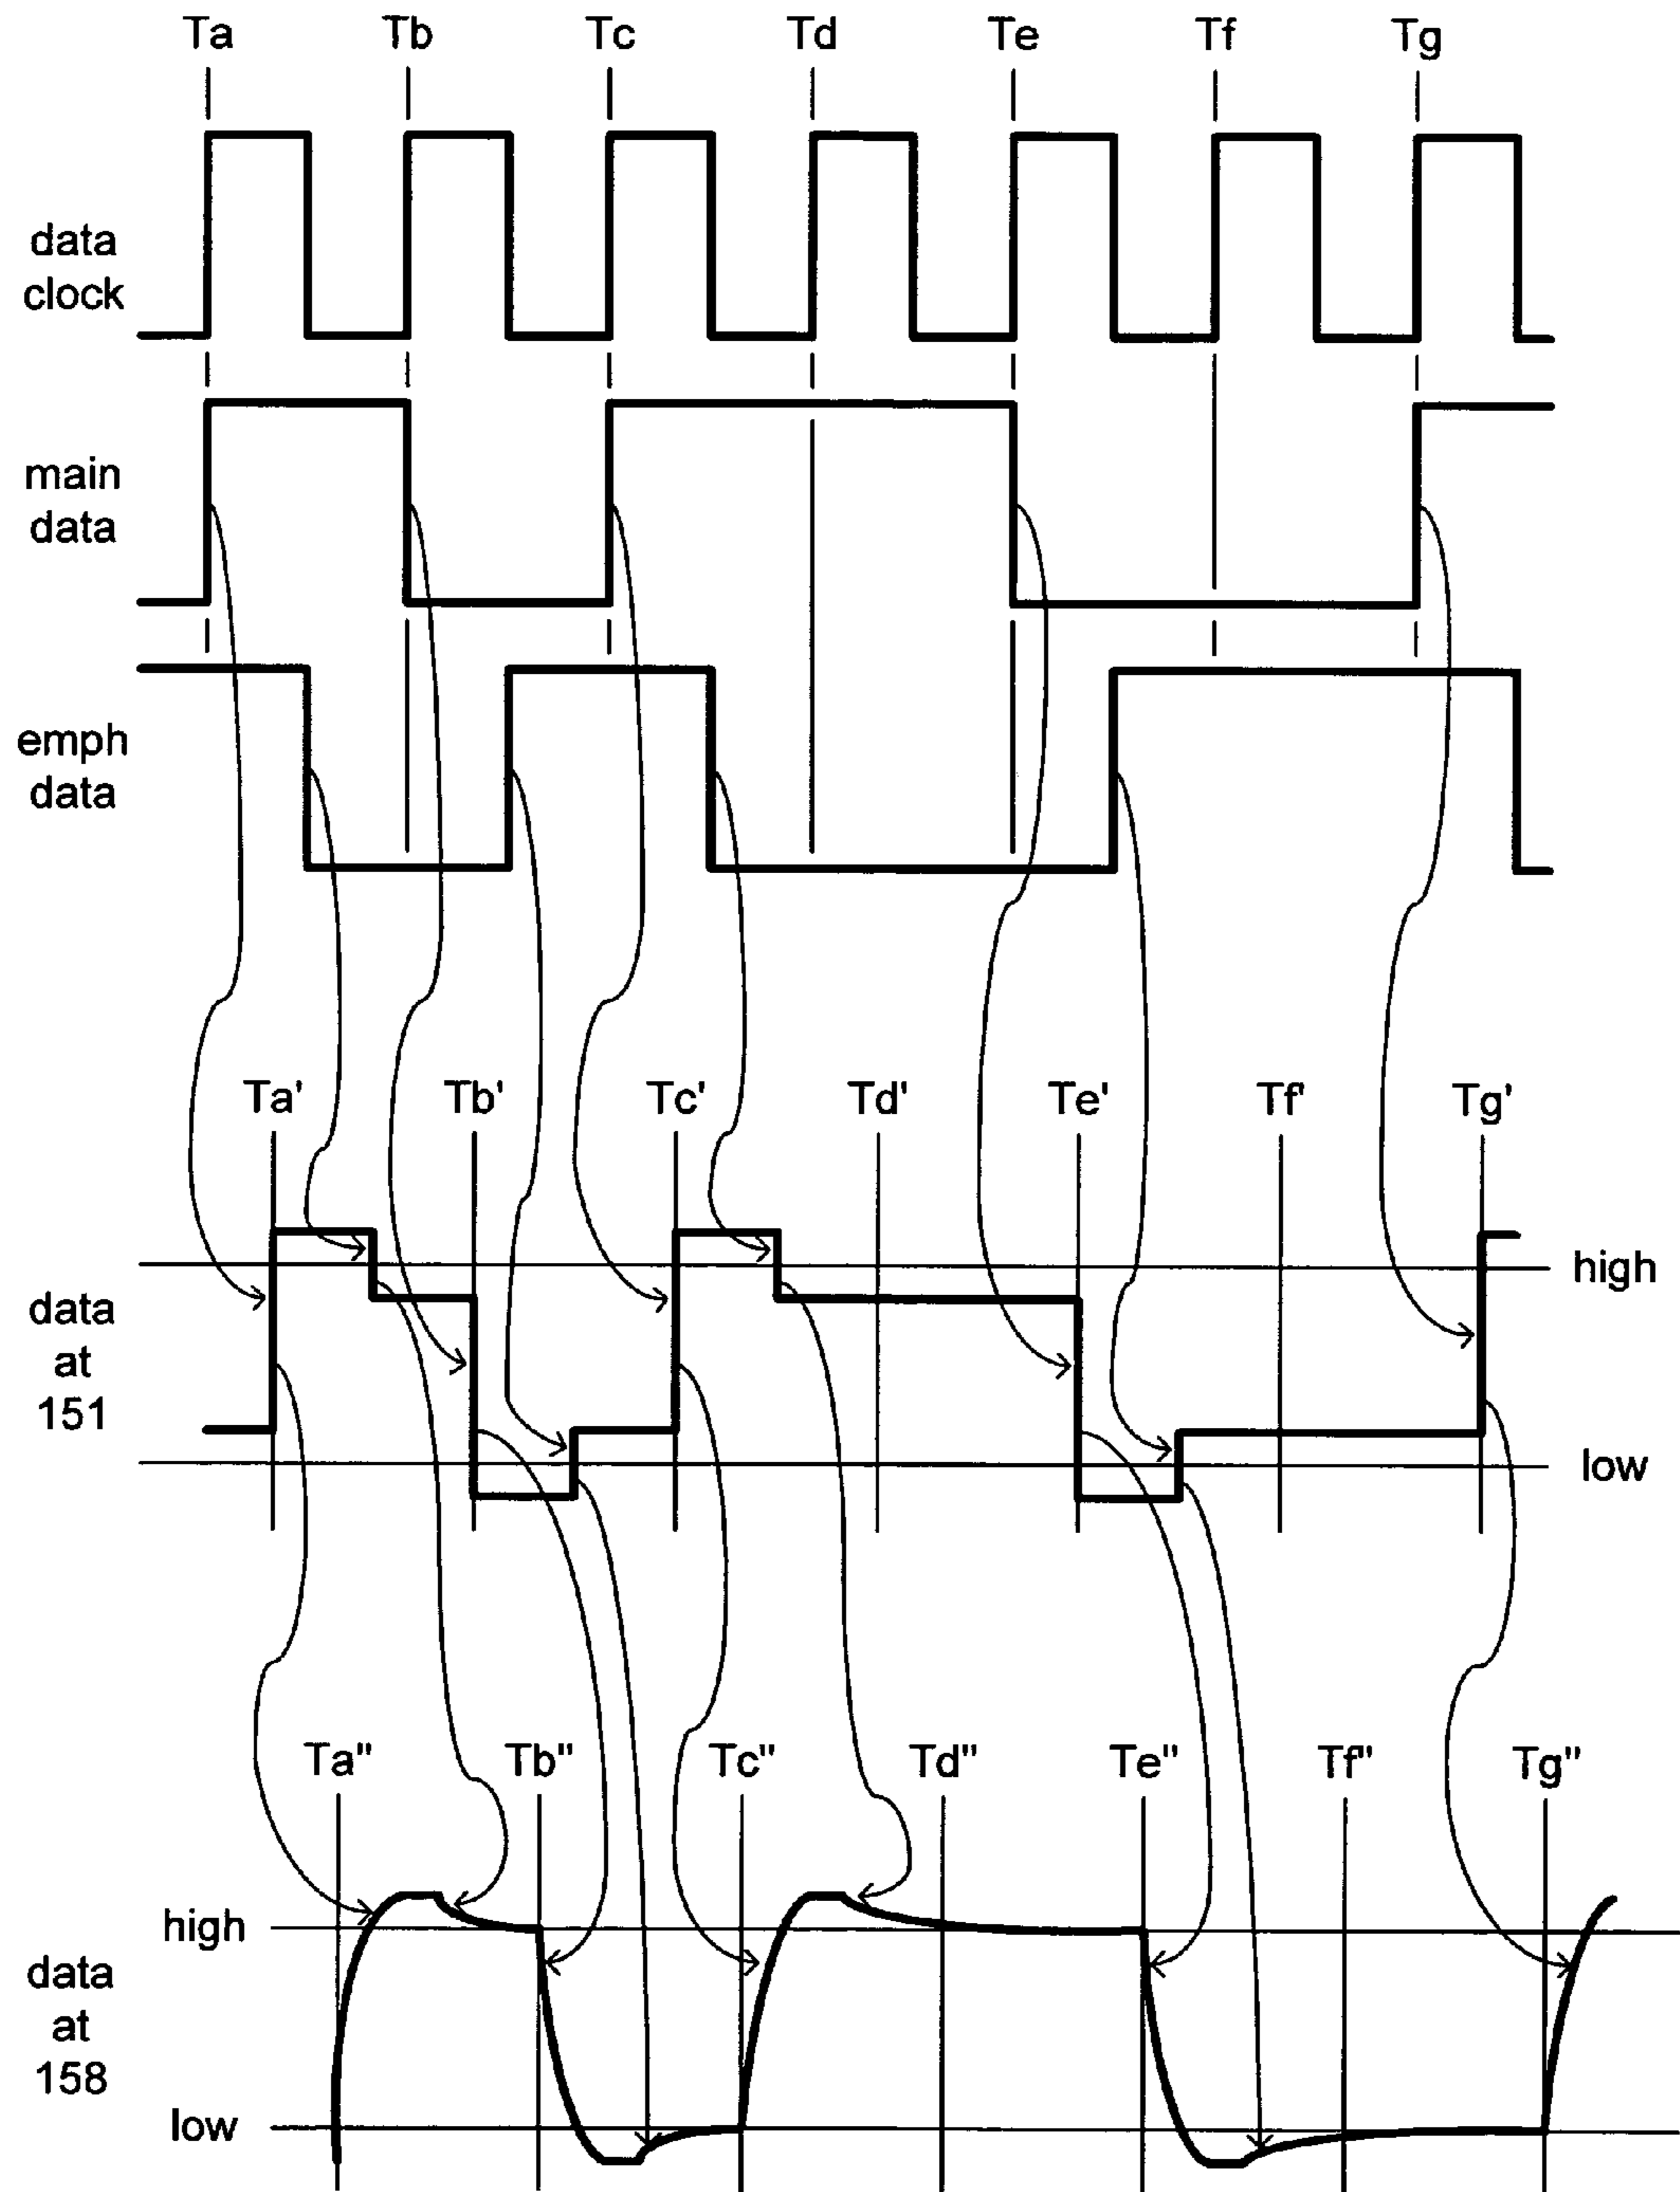 Ta Tb Tc Td Te Tf Tg
data
clock
main
data
emph
data
Ta' Tb' Tc' Td' Te' Tf' Tg'
high
data
at
151
low
Ta" Tb" Tc" Td" Te" Tf" Tg"
high
data
at
158
low